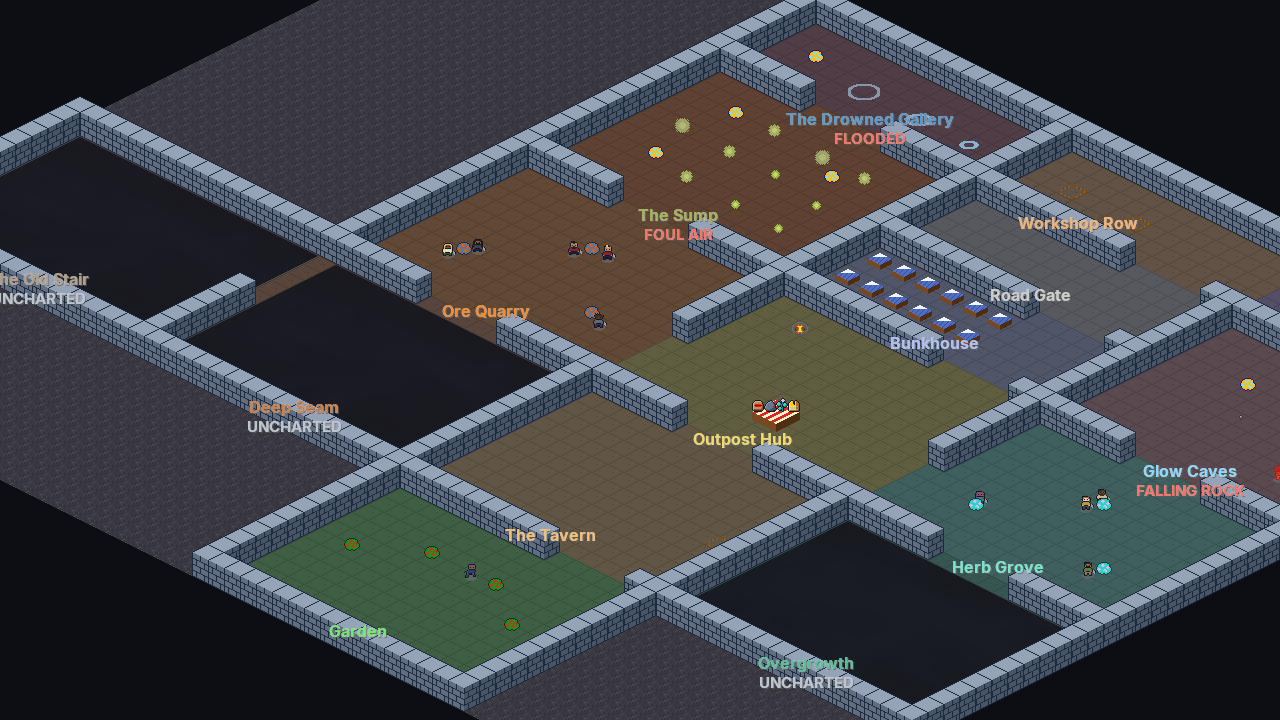 The Drowned Gallery
FLOODED
The Sump
FOUL AIR
Workshop Row
he Old Stair
UNCHARTED
Road Gate
Ore Quarry
Bunkhouse
Deep Seam
UNCHARTED
Outpost Hub
Glow Caves
FALLING ROCK
The Tavern
Herb Grove
Garden
Overgrowth
UNCHARTED